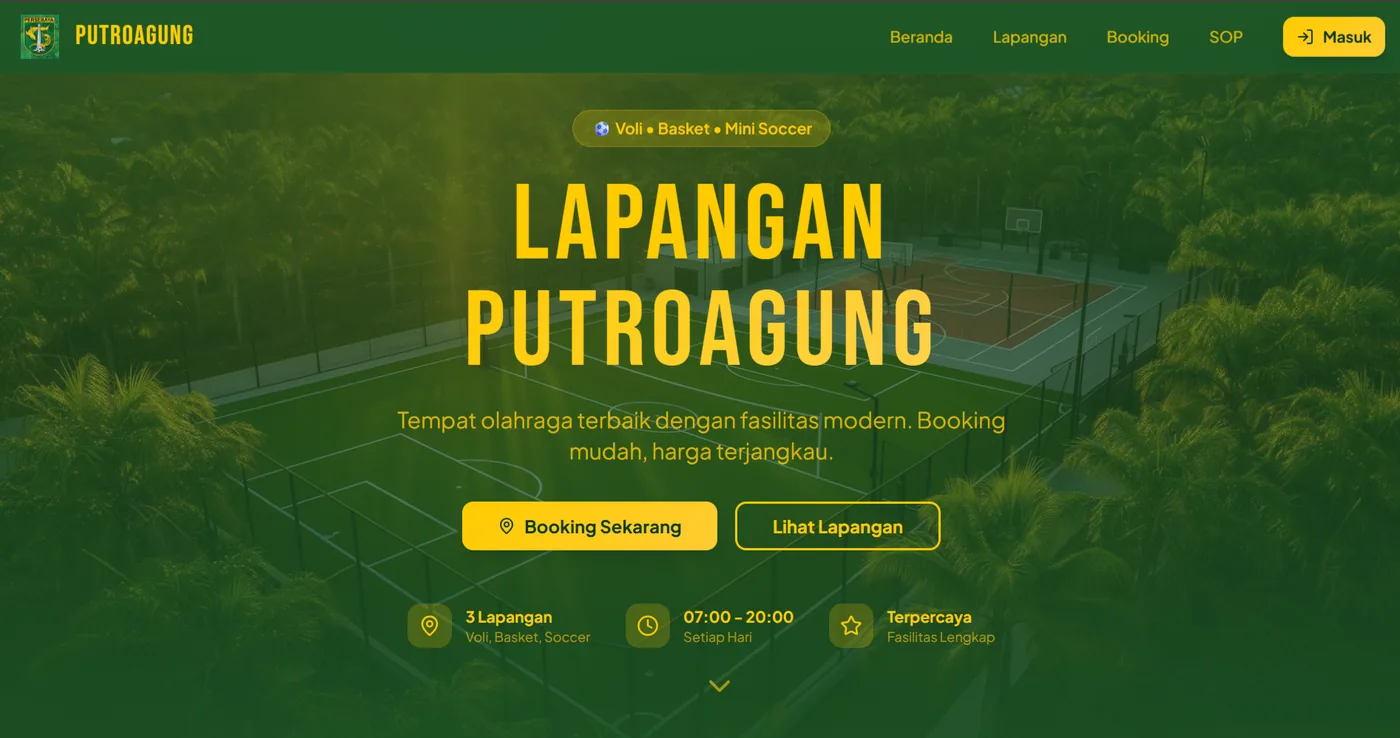 PERSEBAYA
PUTROAGUNG
Beranda
Lapangan
Booking
SOP
Masuk
Voli • Basket • Mini Soccer
LAPANGAN
PUTROAGUNG
Tempat olahraga terbaik dengan fasilitas modern. Booking
mudah, harga terjangkau.
Booking Sekarang
Lihat Lapangan
3 Lapangan
Voli, Basket, Soccer
07:00 - 20:00
Setiap Hari
Terpercaya
Fasilitas Lengkap